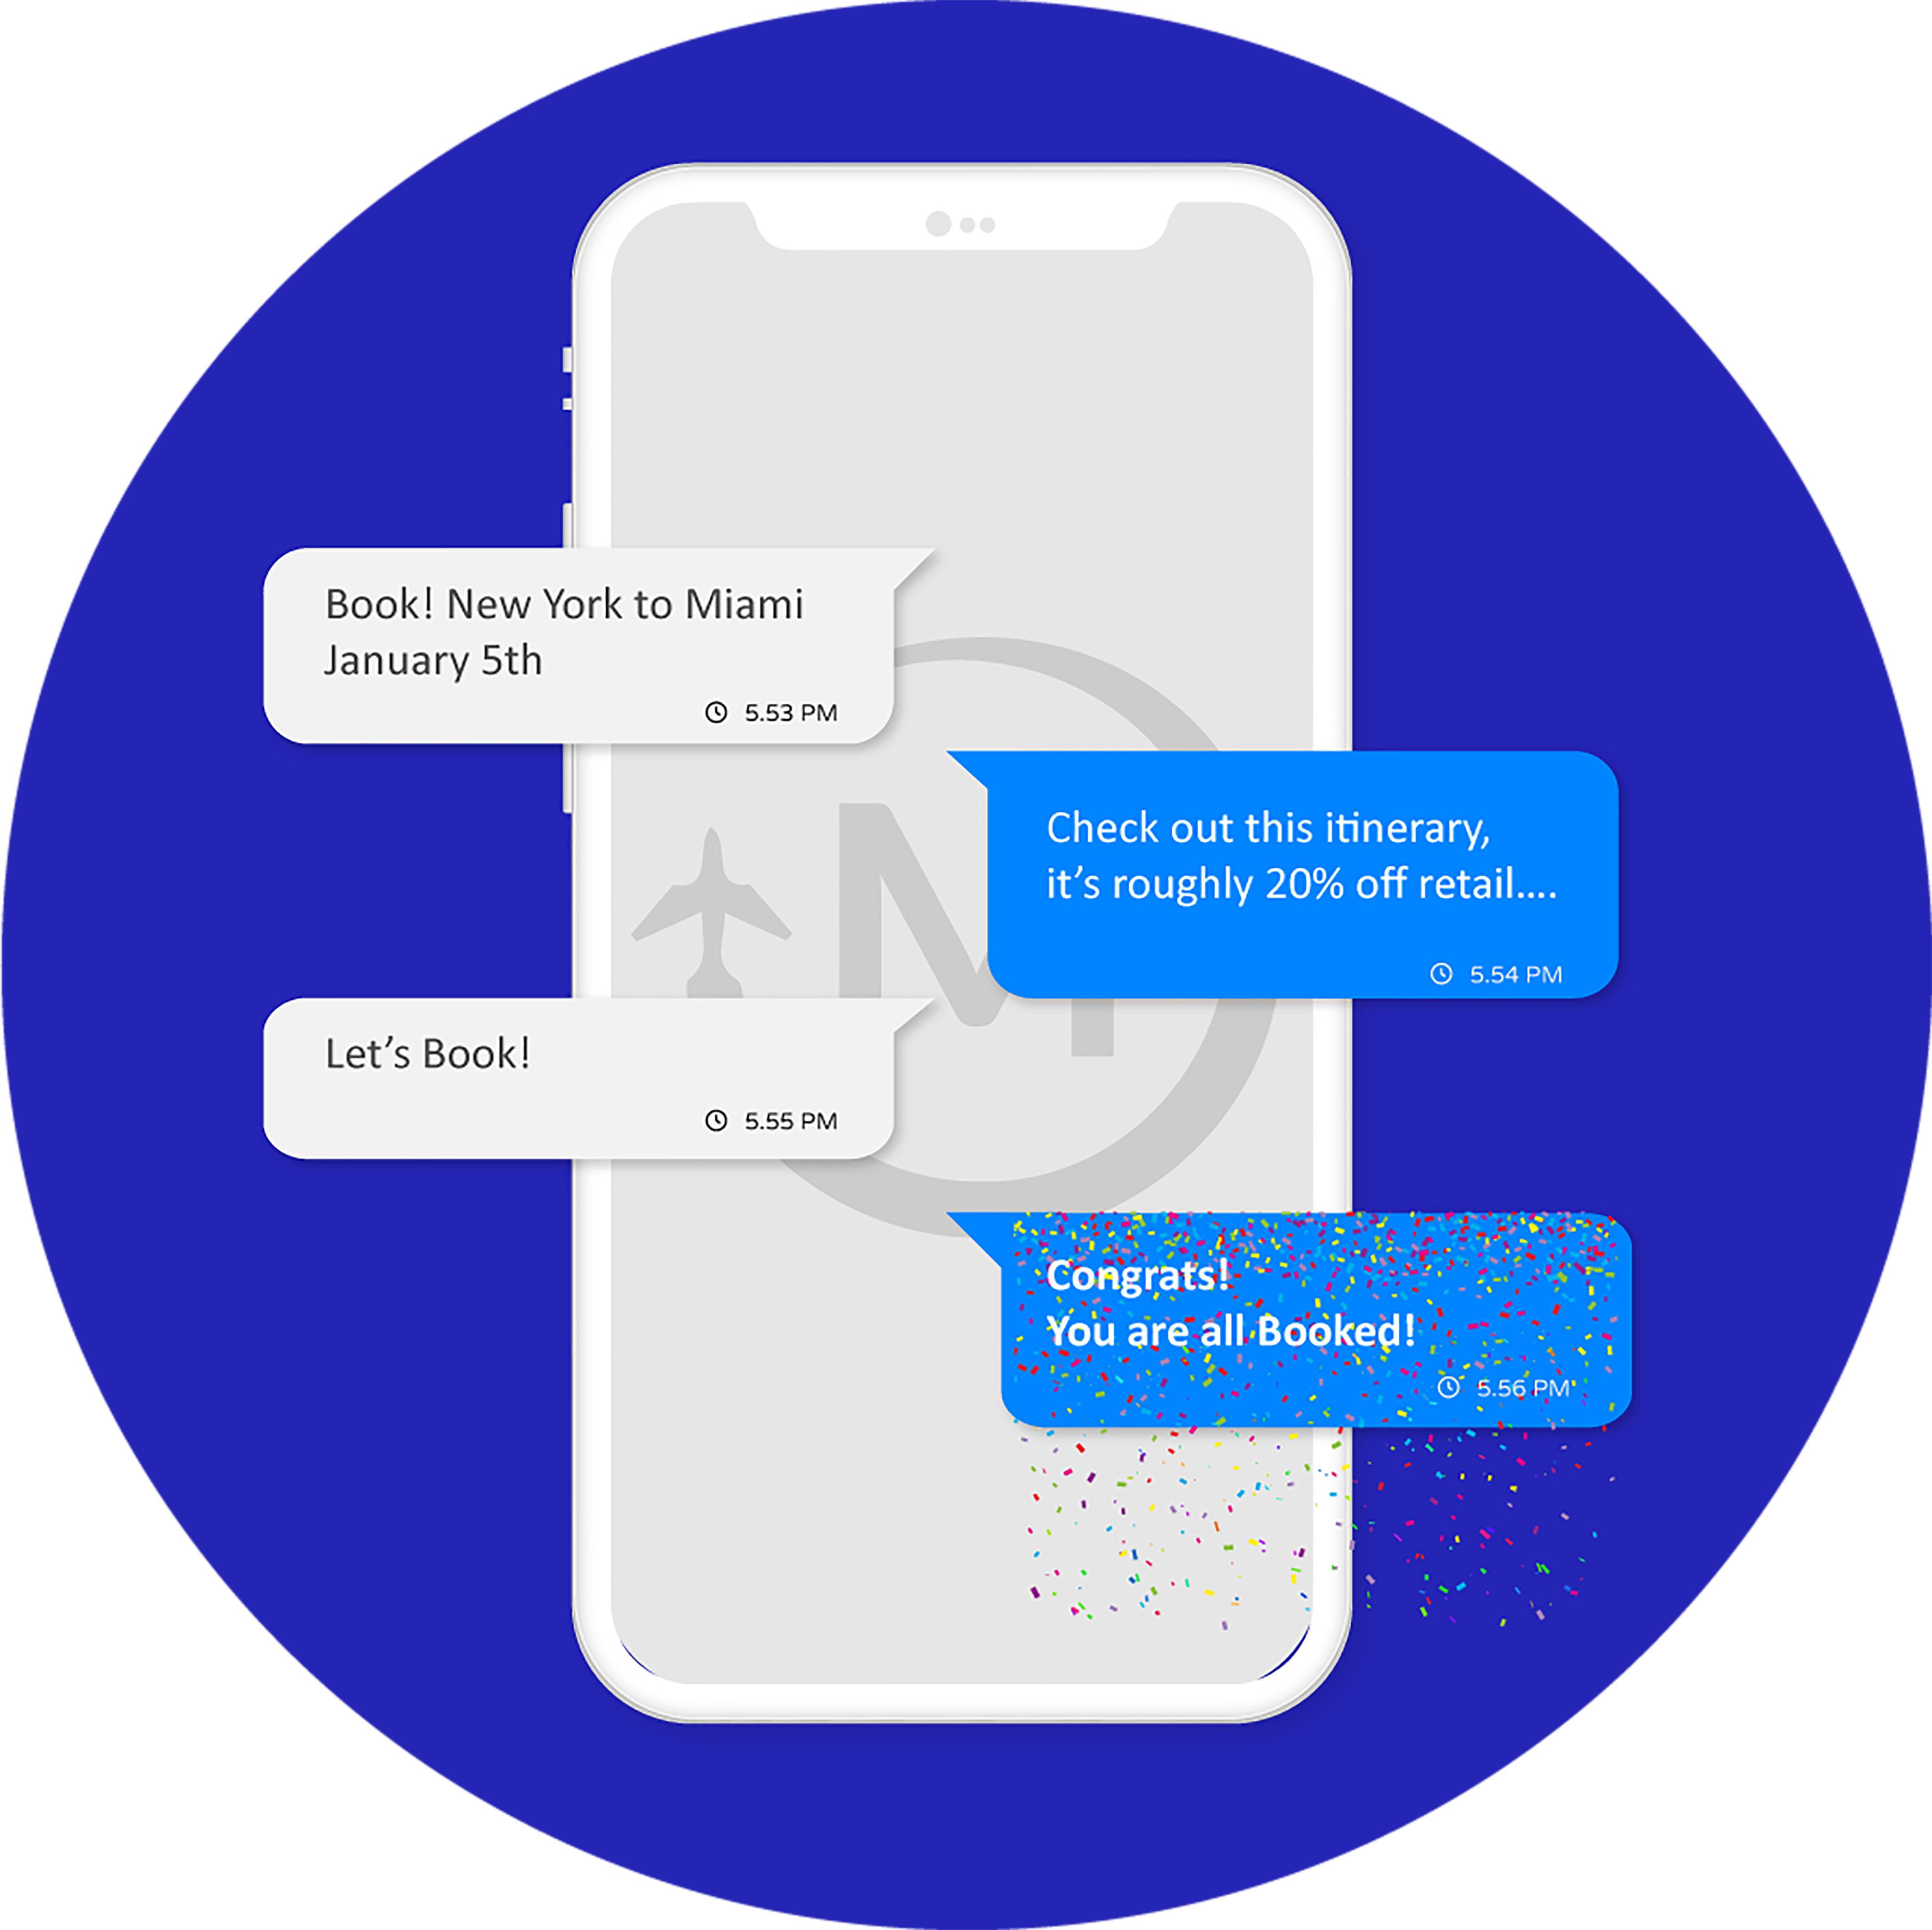 Book! New York to Miami
January 5th
5.53 PM
Check out this itinerary,
it’s roughly 20% off retail....
5.54 PM
M
Let’s Book!
5.55 PM
Congrats!
You are all Booked!
5.56 PM